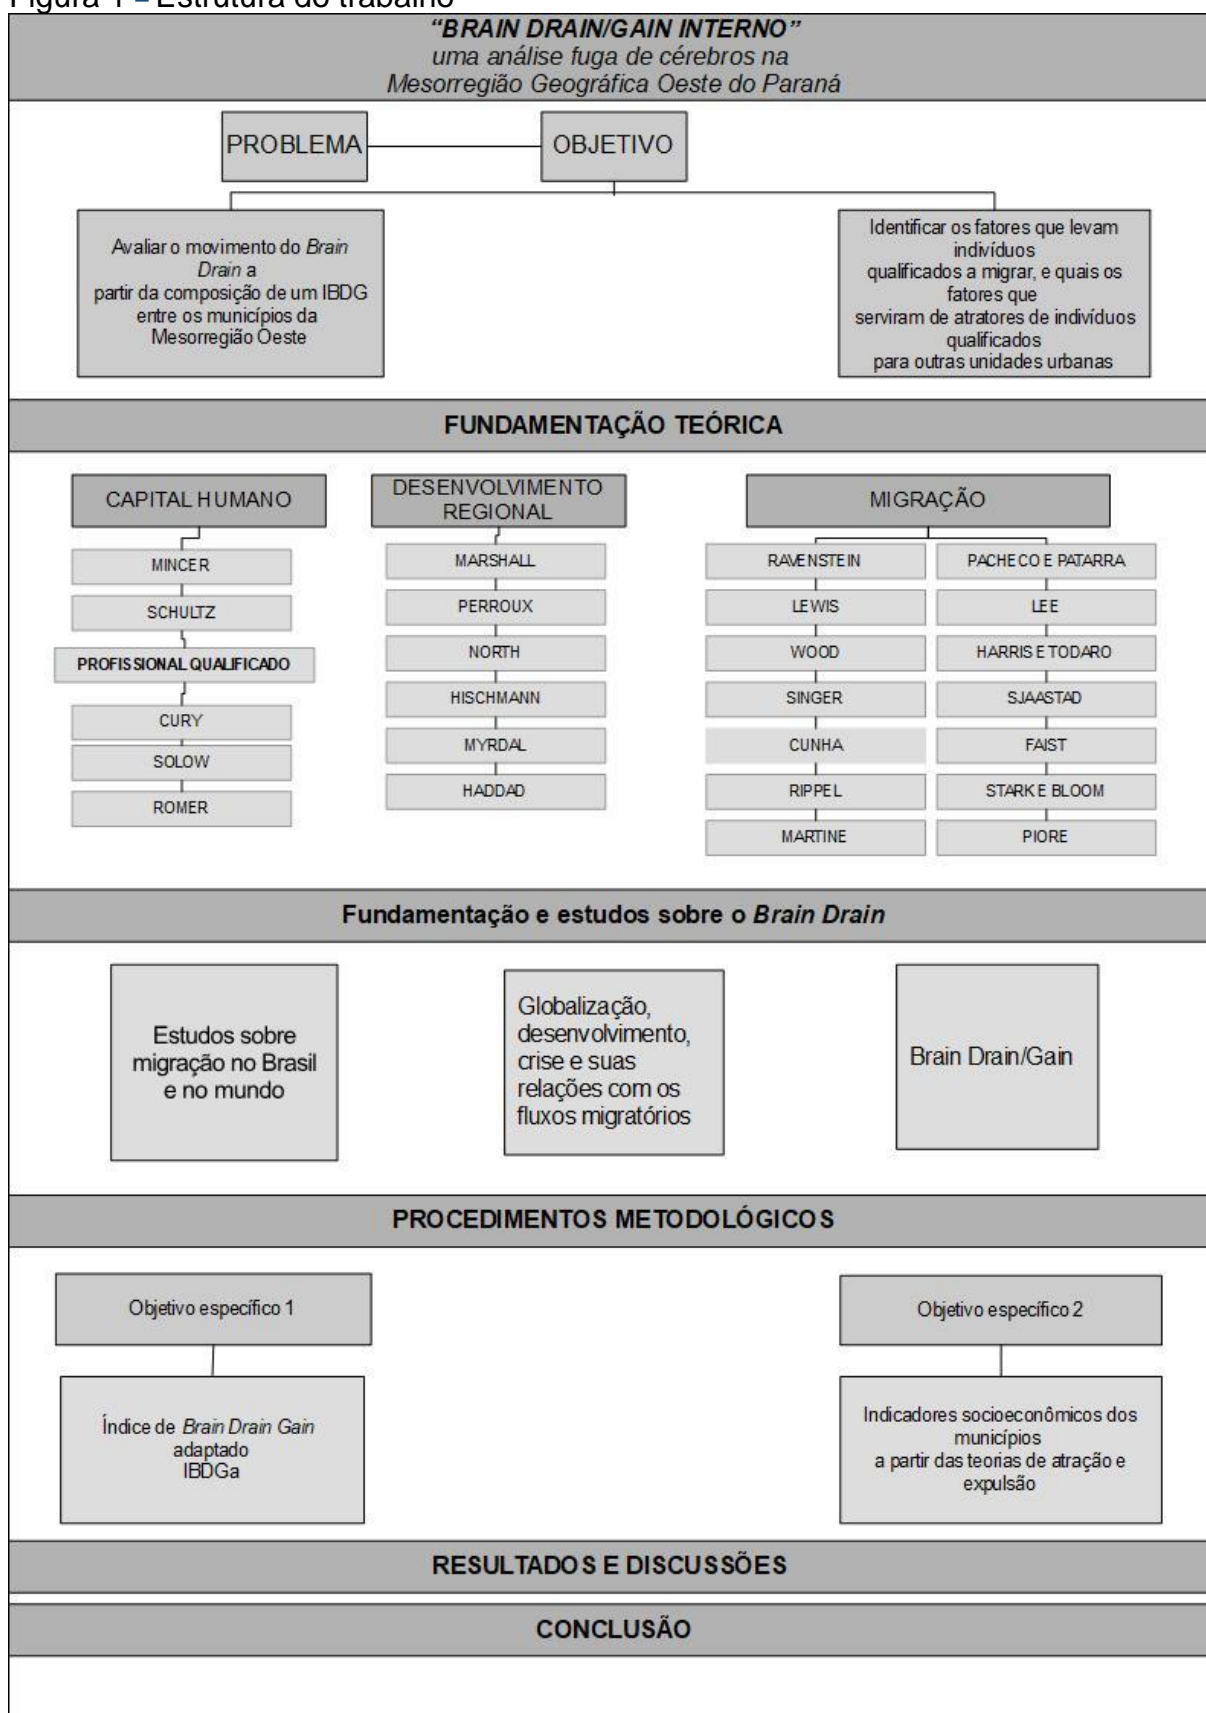 Figura 1 – Estrutura do trabalho
“BRAIN DRAIN/GAIN INTERNO”
uma análise fuga de cérebros na
Mesorregião Geográfica Oeste do Paraná
PROBLEMA
OBJETIVO
Avaliar o movimento do Brain
Drain a
partir da composição de um IBDG
entre os municípios da
Mesorregião Oeste
Identificar os fatores que levam
indivíduos
qualificados a migrar, e quais os
fatores que
serviram de atratores de indivíduos
qualificados
para outras unidades urbanas
FUNDAMENTAÇÃO TEÓRICA
CAPITAL HUMANO
MINCER
SCHULTZ
PROFISSIONAL QUALIFICADO
CURY
SOLOW
ROMER
DESENVOLVIMENTO
REGIONAL
MARSHALL
PERROUX
NORTH
HISCHMANN
MYRDAL
HADDAD
MIGRAÇÃO
RAVENSTEIN
LEWIS
WOOD
SINGER
CUNHA
RIPPEL
MARTINE
PACHECO E PATARRA
LEE
HARRIS E TODARO
SJAASTAD
FAIST
STARK E BLOOM
PIORE
Fundamentação e estudos sobre o Brain Drain
Estudos sobre
migração no Brasil
e no mundo
Globalização,
desenvolvimento,
crise e suas
relações com os
fluxos migratórios
Brain Drain/Gain
PROCEDIMENTOS METODOLÓGICOS
Objetivo específico 1
Índice de Brain Drain Gain
adaptado
IBDGa
Objetivo específico 2
Indicadores socioeconômicos dos
municípios
a partir das teorias de atração e
expulsão
RESULTADOS E DISCUSSÕES
CONCLUSÃO